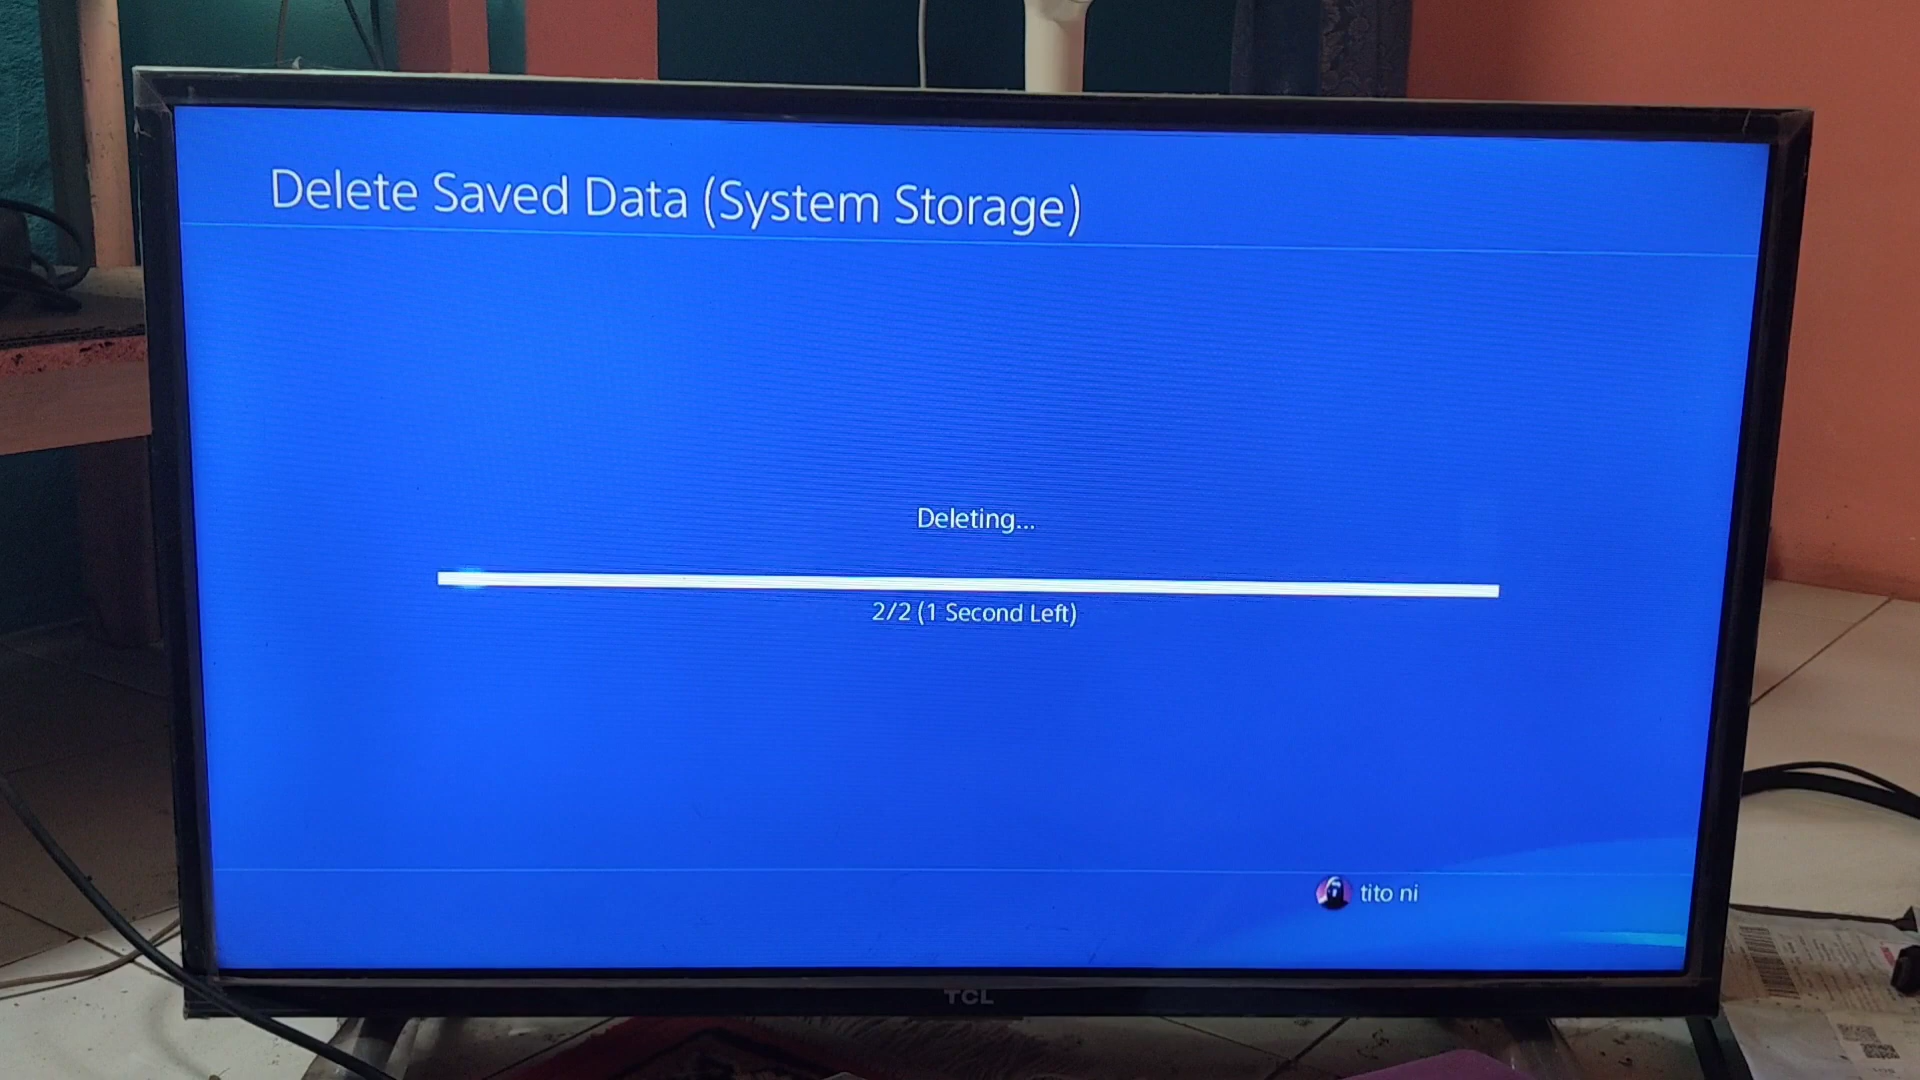 Delete Saved Data (System Storage)
Deleting...
2/2 (1 Second Left)
tito ni
TCL